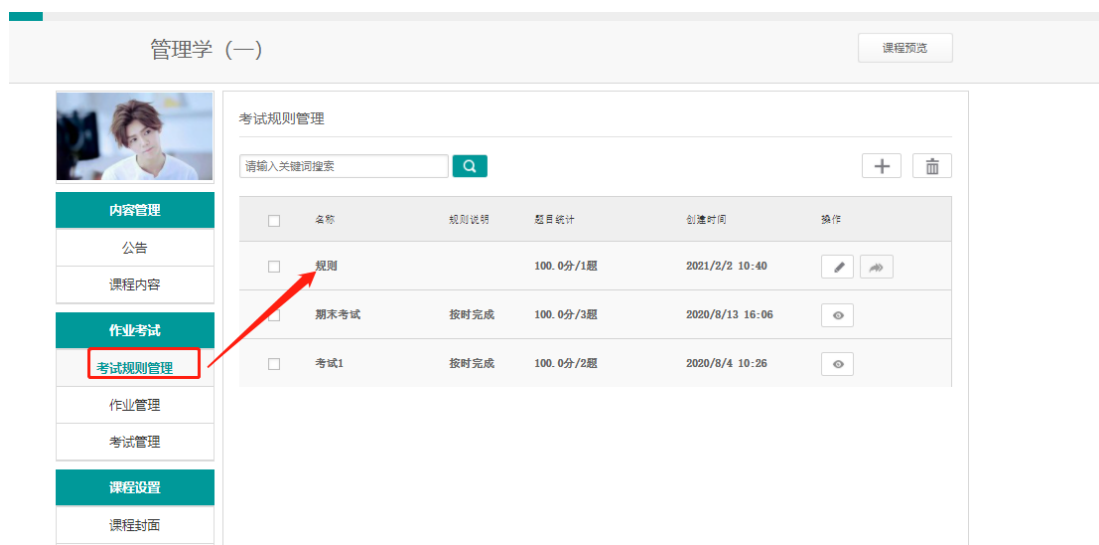 管理学（一）
课程预览
考试规则管理
请输入关键词搜索
内容管理
公告
课程内容
作业考试
考试规则管理
作业管理
考试管理
课程设置
课程封面
名称 规则说明 题目统计 创建时间 操作
规则 100.0分/1题 2021/2/2 10:40
期末考试 按时完成 100.0分/3题 2020/8/13 16:06
考试1 按时完成 100.0分/2题 2020/8/4 10:26